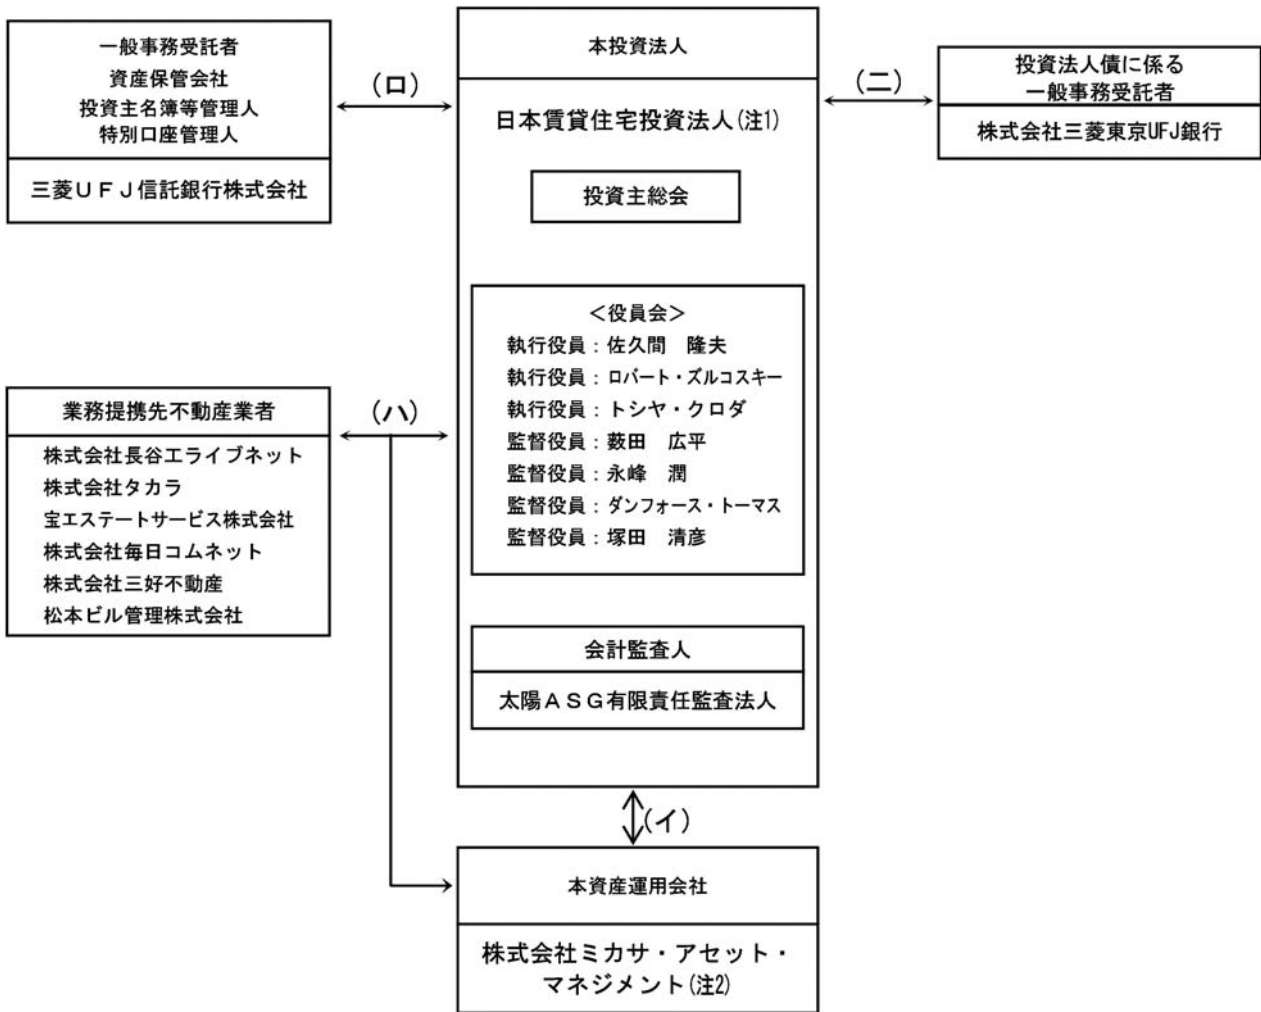 一般事務受託者
資産保管会社
投資主名簿等管理人
特別口座管理人
三菱ＵＦＪ信託銀行株式会社
(ロ)
本投資法人
日本賃貸住宅投資法人(注1)
投資主総会
＜役員会＞
執行役員：佐久間　隆夫
執行役員：ロバート・ズルコスキー
執行役員：トシヤ・クロダ
監督役員：薮田　広平
監督役員：永峰　潤
監督役員：ダンフォース・トーマス
監督役員：塚田　清彦
会計監査人
太陽ＡＳＧ有限責任監査法人
(ニ)
投資法人債に係る
一般事務受託者
株式会社三菱東京UFJ銀行
業務提携先不動産業者
株式会社長谷工ライブネット
株式会社タカラ
宝エステートサービス株式会社
株式会社毎日コムネット
株式会社三好不動産
松本ビル管理株式会社
(ハ)
(イ)
本資産運用会社
株式会社ミカサ・アセット・
マネジメント(注2)